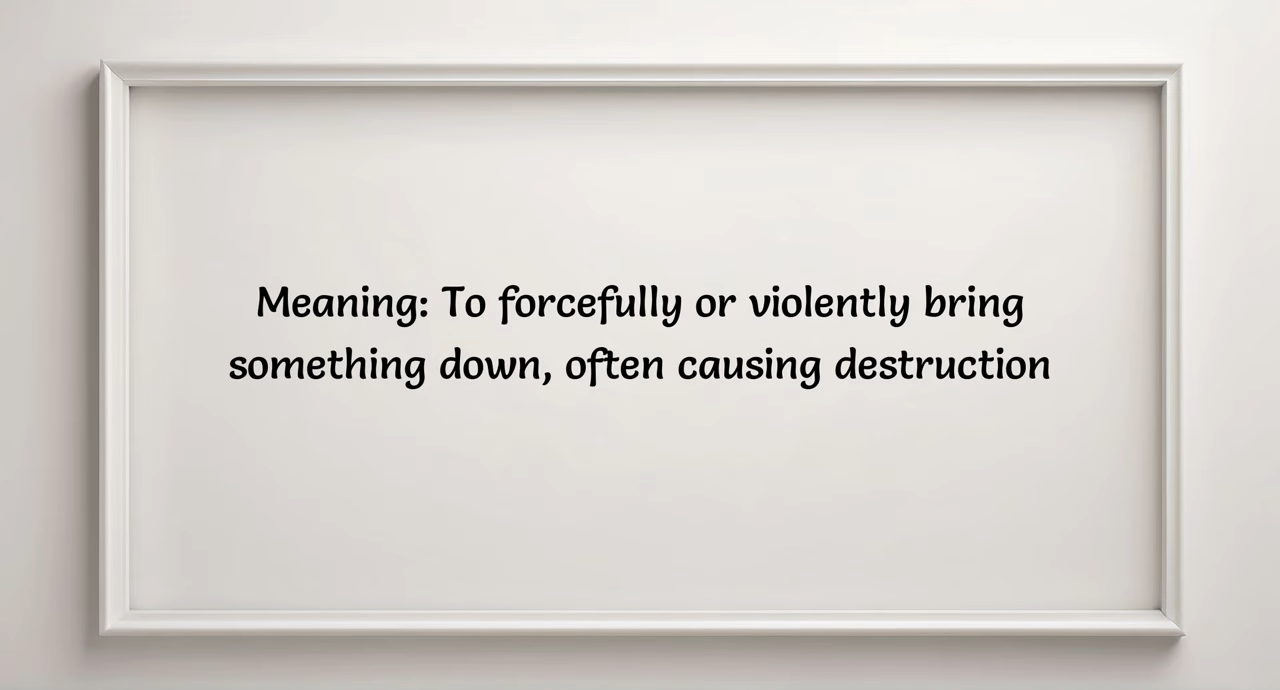 Meaning: To forcefully or violently bring
something down, often causing destruction